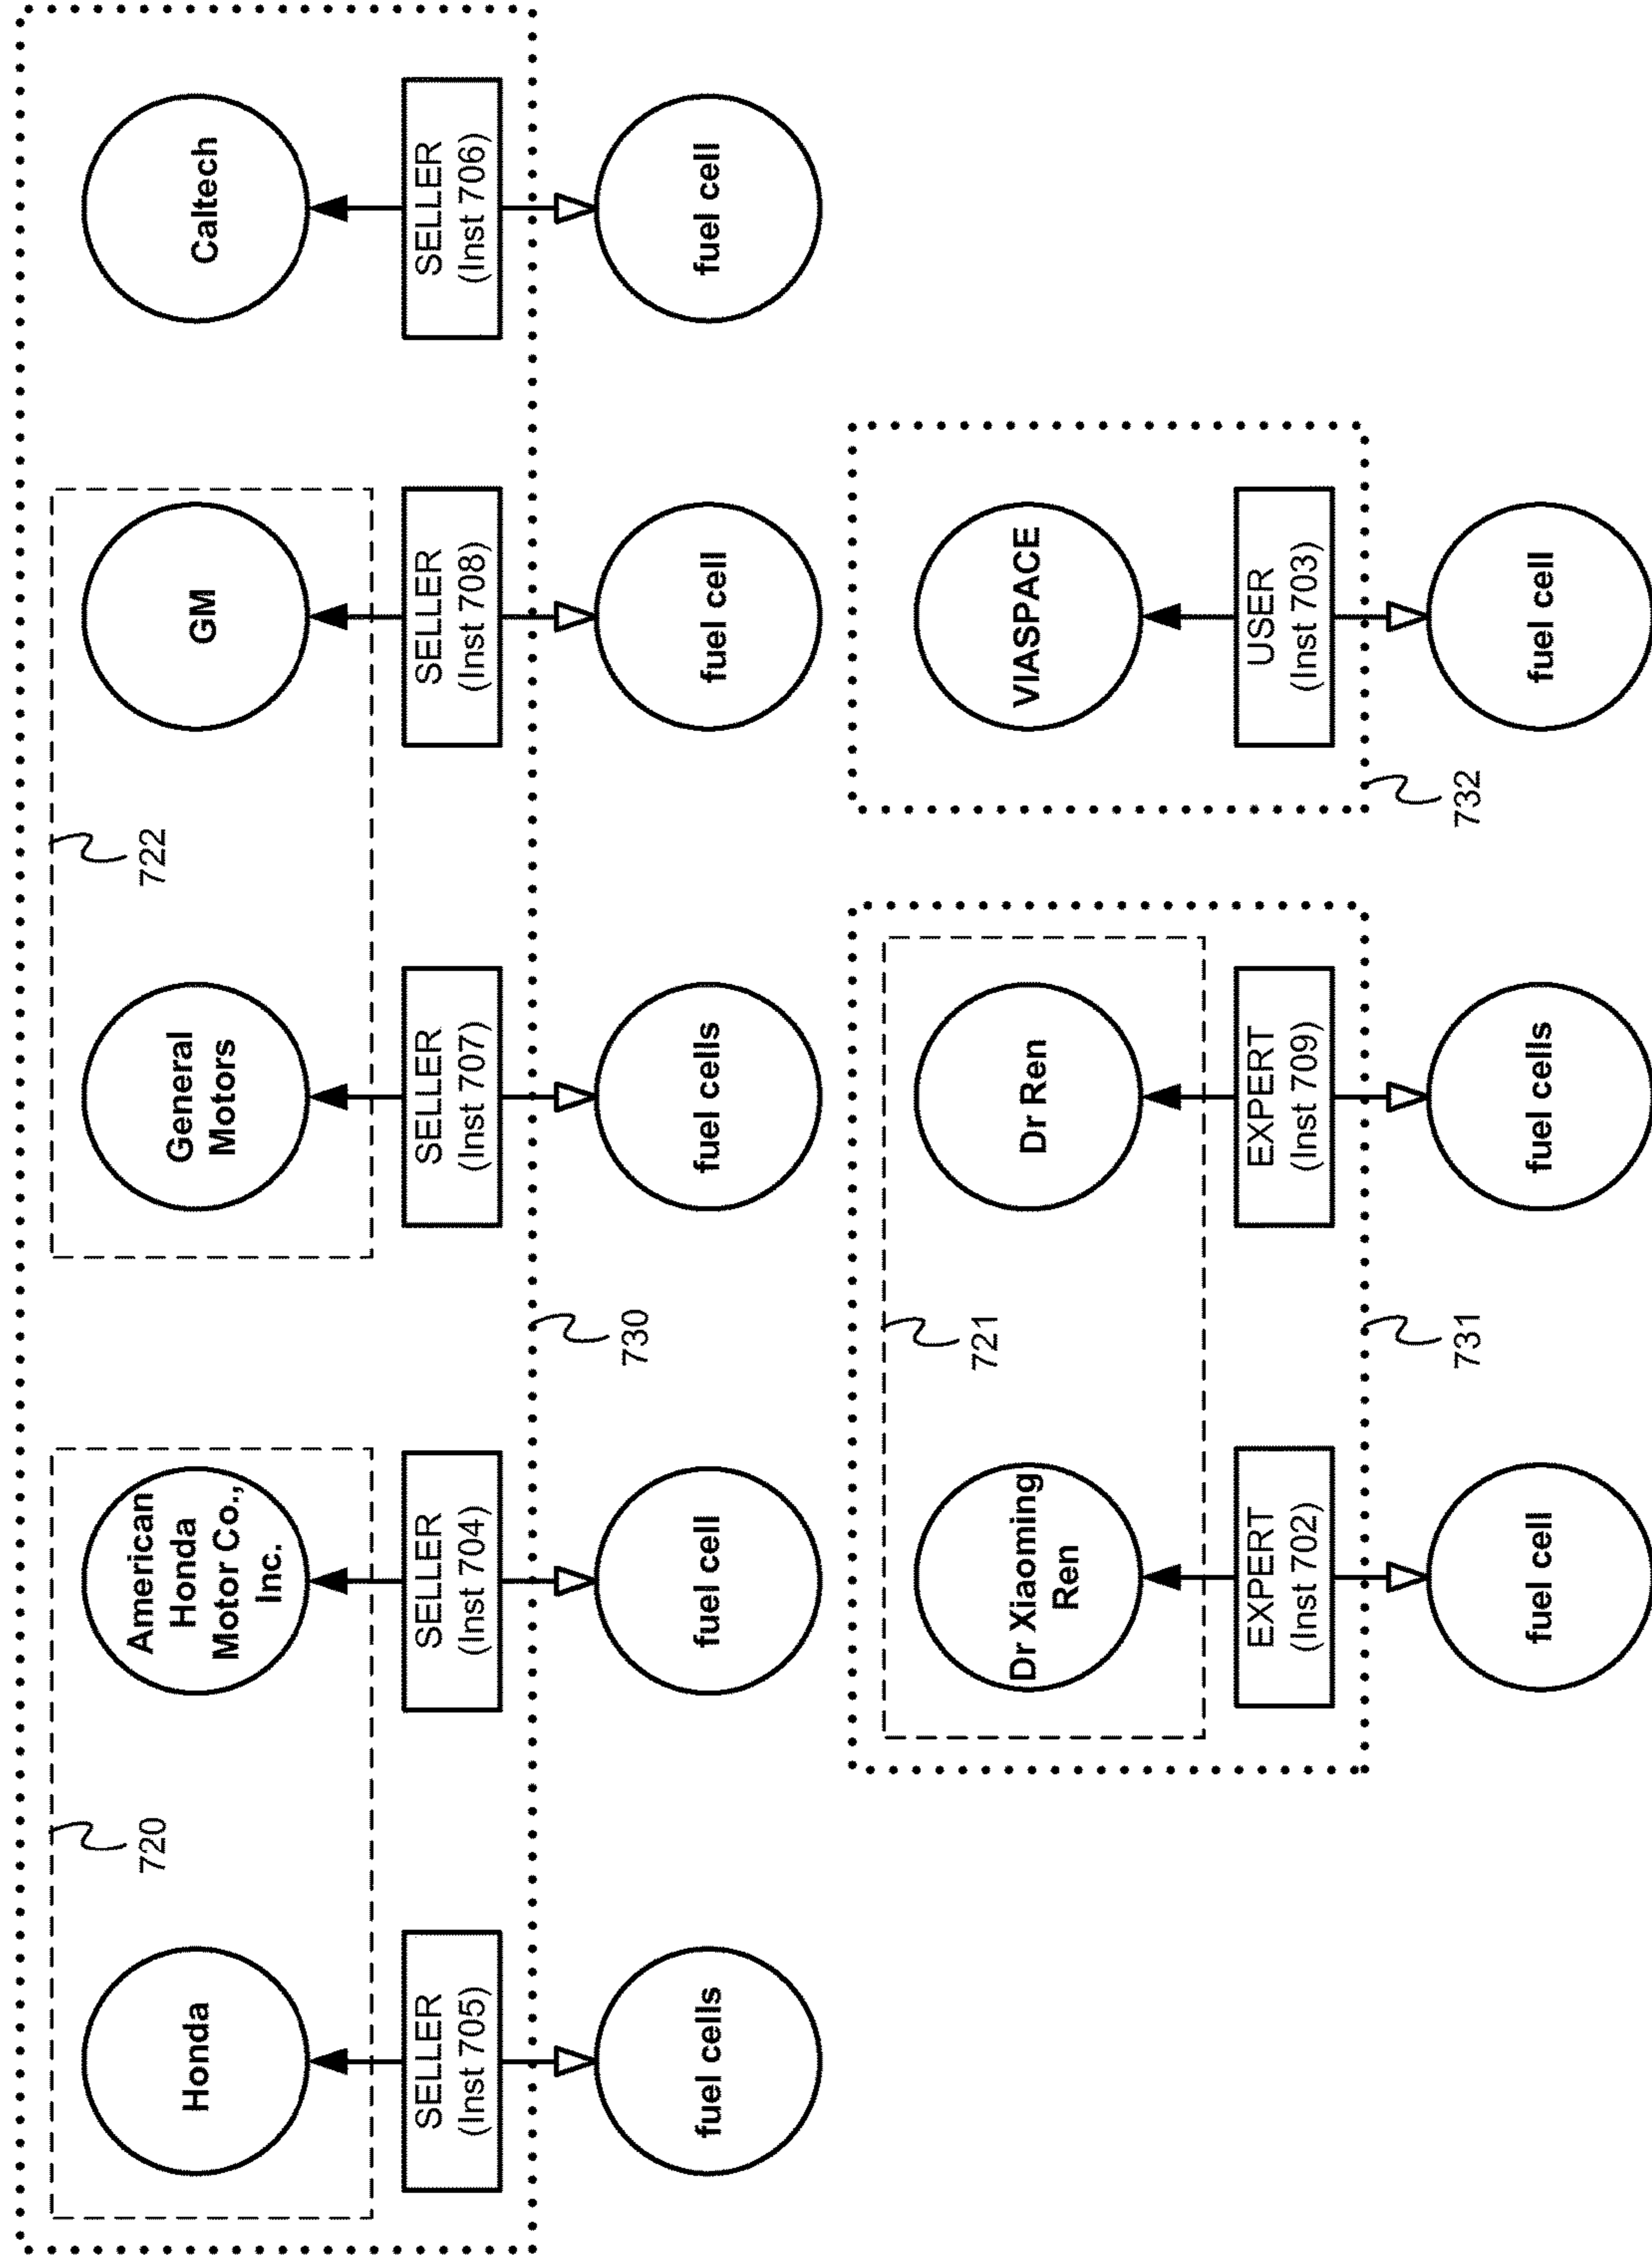 720
722
Honda
American
Honda
Motor Co.,
Inc.
General
Motors
GM
Caltech
SELLER
(Inst 705)
SELLER
(Inst 704)
SELLER
(Inst 707)
SELLER
(Inst 708)
SELLER
(Inst 706)
730
fuel cells
fuel cell
fuel cells
fuel cell
fuel cell
721
Dr Xiaoming
Ren
Dr Ren
VIASPACE
EXPERT
(Inst 702)
EXPERT
(Inst 709)
USER
(Inst 703)
731
732
fuel cell
fuel cells
fuel cell